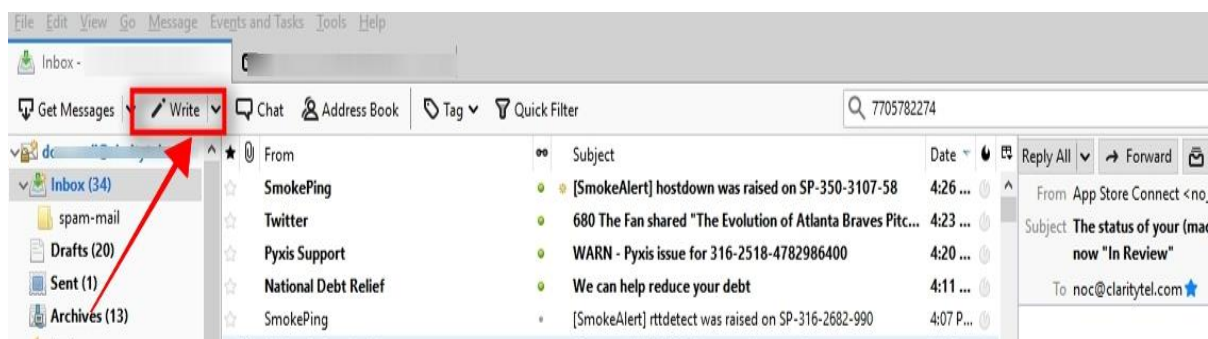 File Edit View Go Message Events and Tasks Tools Help
Inbox -
Get Messages Write Chat Address Book Tag Quick Filter 7705782274
From Subject Date Reply All Forward
Inbox (34) SmokePing [SmokeAlert] hostdown was raised on SP-350-3107-58 4:26 ... From App Store Connect <no_
spam-mail Twitter 680 The Fan shared "The Evolution of Atlanta Braves Pitc... 4:23 ... Subject The status of your (mac
Drafts (20) Pyxis Support WARN - Pyxis issue for 316-2518-4782986400 4:20 ... now "In Review"
Sent (1) National Debt Relief We can help reduce your debt 4:11 ... To noc@claritytel.com
Archives (13) SmokePing [SmokeAlert] rttdetect was raised on SP-316-2682-990 4:07 P...